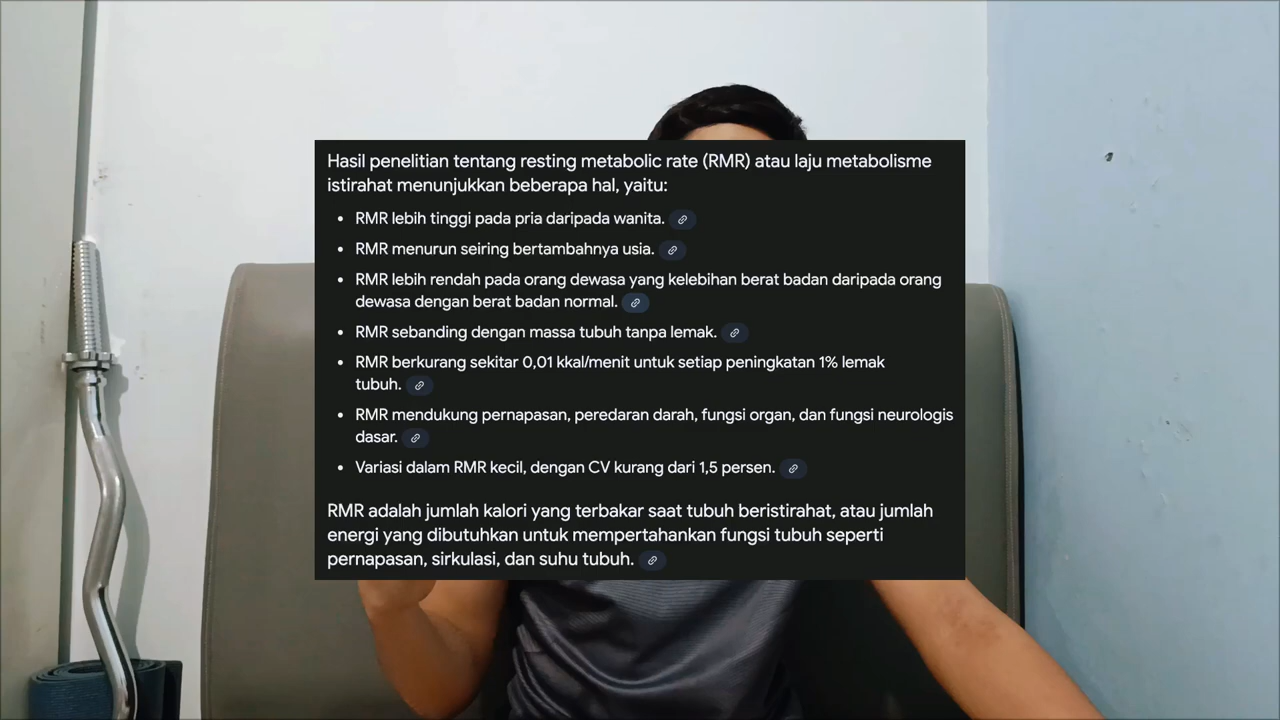 Hasil penelitian tentang resting metabolic rate (RMR) atau laju metabolisme
istirahat menunjukkan beberapa hal, yaitu:
• RMR lebih tinggi pada pria daripada wanita.
• RMR menurun seiring bertambahnya usia.
• RMR lebih rendah pada orang dewasa yang kelebihan berat badan daripada orang
dewasa dengan berat badan normal.
• RMR sebanding dengan massa tubuh tanpa lemak.
• RMR berkurang sekitar 0,01 kkal/menit untuk setiap peningkatan 1% lemak
tubuh.
• RMR mendukung pernapasan, peredaran darah, fungsi organ, dan fungsi neurologis
dasar.
• Variasi dalam RMR kecil, dengan CV kurang dari 1,5 persen.
RMR adalah jumlah kalori yang terbakar saat tubuh beristirahat, atau jumlah
energi yang dibutuhkan untuk mempertahankan fungsi tubuh seperti
pernapasan, sirkulasi, dan suhu tubuh.